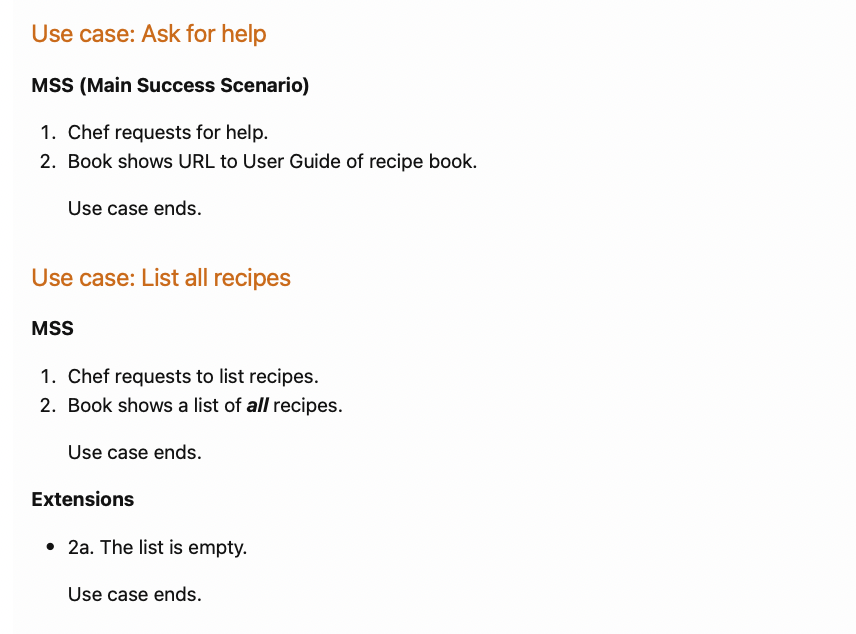 Use case: Ask for help
MSS (Main Success Scenario)
1. Chef requests for help.
2. Book shows URL to User Guide of recipe book.
Use case ends.
Use case: List all recipes
MSS
1. Chef requests to list recipes.
2. Book shows a list of all recipes.
Use case ends.
Extensions
• 2a. The list is empty.
Use case ends.